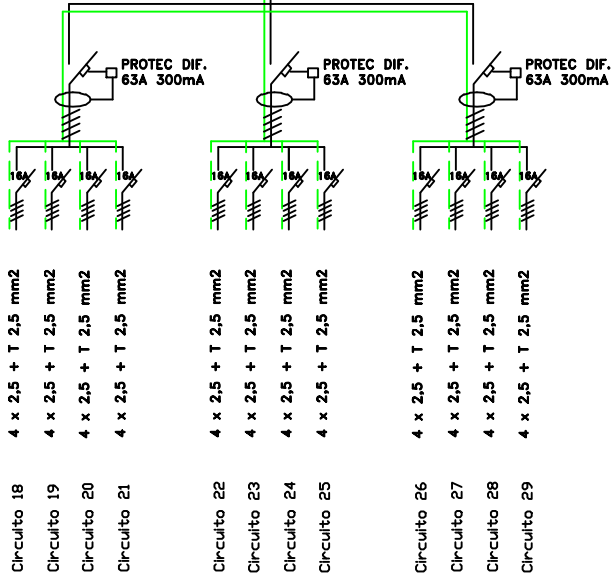 PROTEC DIF.
63A 300mA
PROTEC DIF.
63A 300mA
PROTEC DIF.
63A 300mA
16A
16A
16A
16A
16A
16A
16A
16A
16A
16A
16A
16A
4 x 2,5 + T 2,5 mm2
4 x 2,5 + T 2,5 mm2
4 x 2,5 + T 2,5 mm2
4 x 2,5 + T 2,5 mm2
4 x 2,5 + T 2,5 mm2
4 x 2,5 + T 2,5 mm2
4 x 2,5 + T 2,5 mm2
4 x 2,5 + T 2,5 mm2
4 x 2,5 + T 2,5 mm2
4 x 2,5 + T 2,5 mm2
4 x 2,5 + T 2,5 mm2
4 x 2,5 + T 2,5 mm2
Circuito 18
Circuito 19
Circuito 20
Circuito 21
Circuito 22
Circuito 23
Circuito 24
Circuito 25
Circuito 26
Circuito 27
Circuito 28
Circuito 29